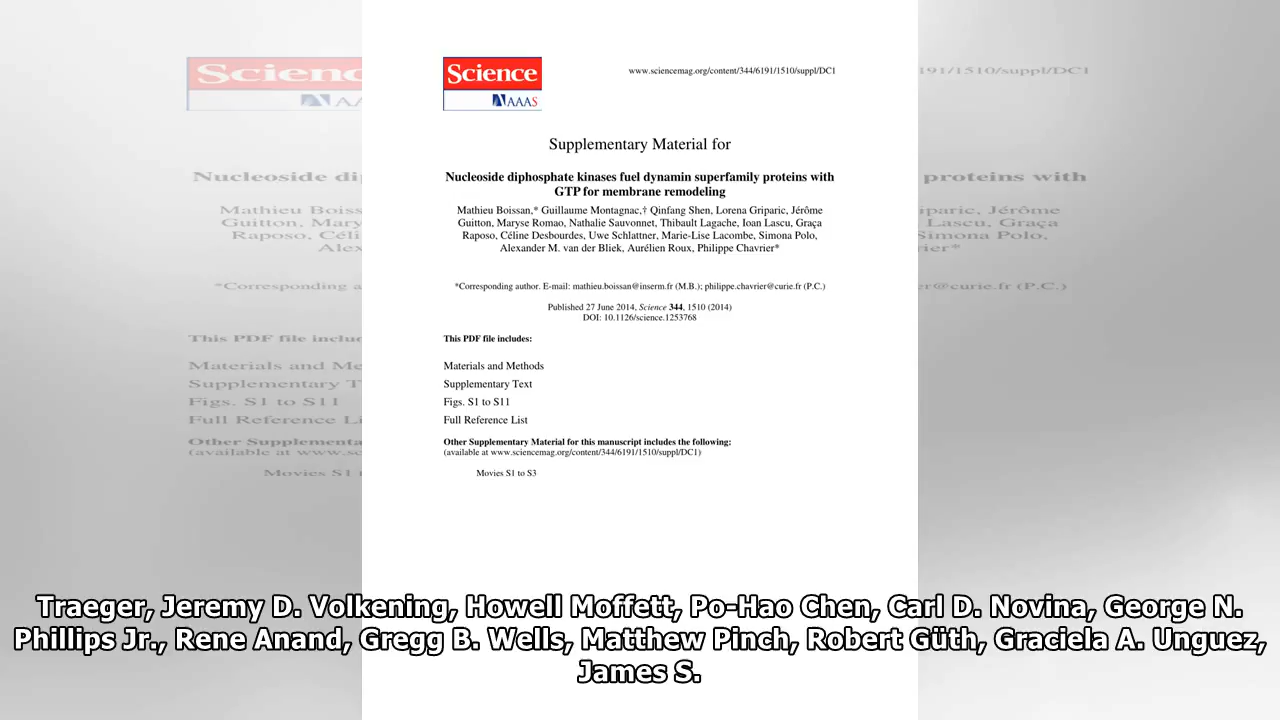 Science
AAAS
www.sciencemag.org/content/344/6191/1510/suppl/DC1
Supplementary Material for
Nucleoside diphosphate kinases fuel dynamin superfamily proteins with
GTP for membrane remodeling
Mathieu Boissan,* Guillaume Montagnac,† Qinfang Shen, Lorena Griparic, Jérôme
Guitton, Maryse Romao, Nathalie Sauvonnet, Thibault Lagache, Ioan Lascu, Graça
Raposo, Céline Desbourdes, Uwe Schlattner, Marie-Lise Lacombe, Simona Polo,
Alexander M. van der Bliek, Aurélien Roux, Philippe Chavrier*
*Corresponding author. E-mail: mathieu.boissan@inserm.fr (M.B.); philippe.chavrier@curie.fr (P.C.)
Published 27 June 2014, Science 344, 1510 (2014)
DOI: 10.1126/science.1253768
This PDF file includes:
Materials and Methods
Supplementary Text
Figs. S1 to S11
Full Reference List
Other Supplementary Material for this manuscript includes the following:
(available at www.sciencemag.org/content/344/6191/1510/suppl/DC1)
Movies S1 to S3
Traeger, Jeremy D. Volkening, Howell Moffett, Po-Hao Chen, Carl D. Novina, George N.
Phillips Jr., Rene Anand, Gregg B. Wells, Matthew Pinch, Robert Güth, Graciela A. Unguez,
James S.